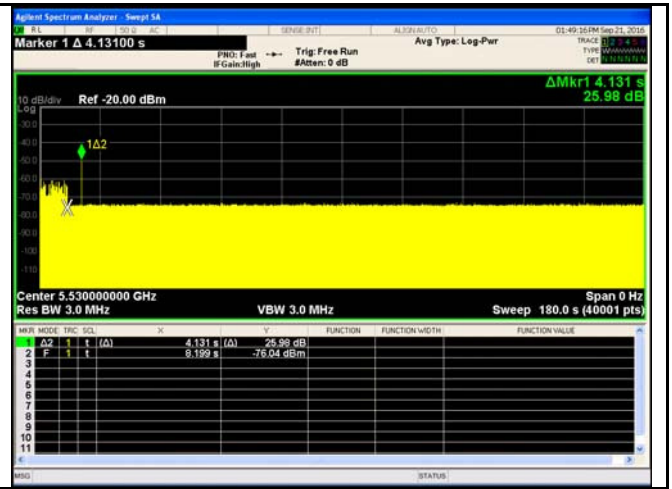 Agilent Spectrum Analyzer - Swept SA
RL RF 50 Ω AC SENSE:INT ALIGN AUTO 01:49:16 PM Sep 21, 2016
Marker 1 Δ 4.13100 s
PNO: Fast
IFGain:High
Trig: Free Run
#Atten: 0 dB
Avg Type: Log-Pwr
TRACE 1 2 3 4 5 6
TYPE
DET N N N N N N
ΔMkr1 4.131 s
25.98 dB
10 dB/div Ref -20.00 dBm
Log
-30.0
-40.0
-50.0
-60.0
-70.0
-80.0
-90.0
-100
-110
1Δ2
X
Center 5.530000000 GHz Span 0 Hz
Res BW 3.0 MHz VBW 3.0 MHz Sweep 180.0 s (40001 pts)
MKR MODE TRC SCL X Y FUNCTION FUNCTION WIDTH FUNCTION VALUE
1 Δ2 1 t (Δ) 4.131 s (Δ) 25.98 dB
2 F 1 t 8.199 s -76.04 dBm
3
4
5
6
7
8
9
10
11
MSG STATUS